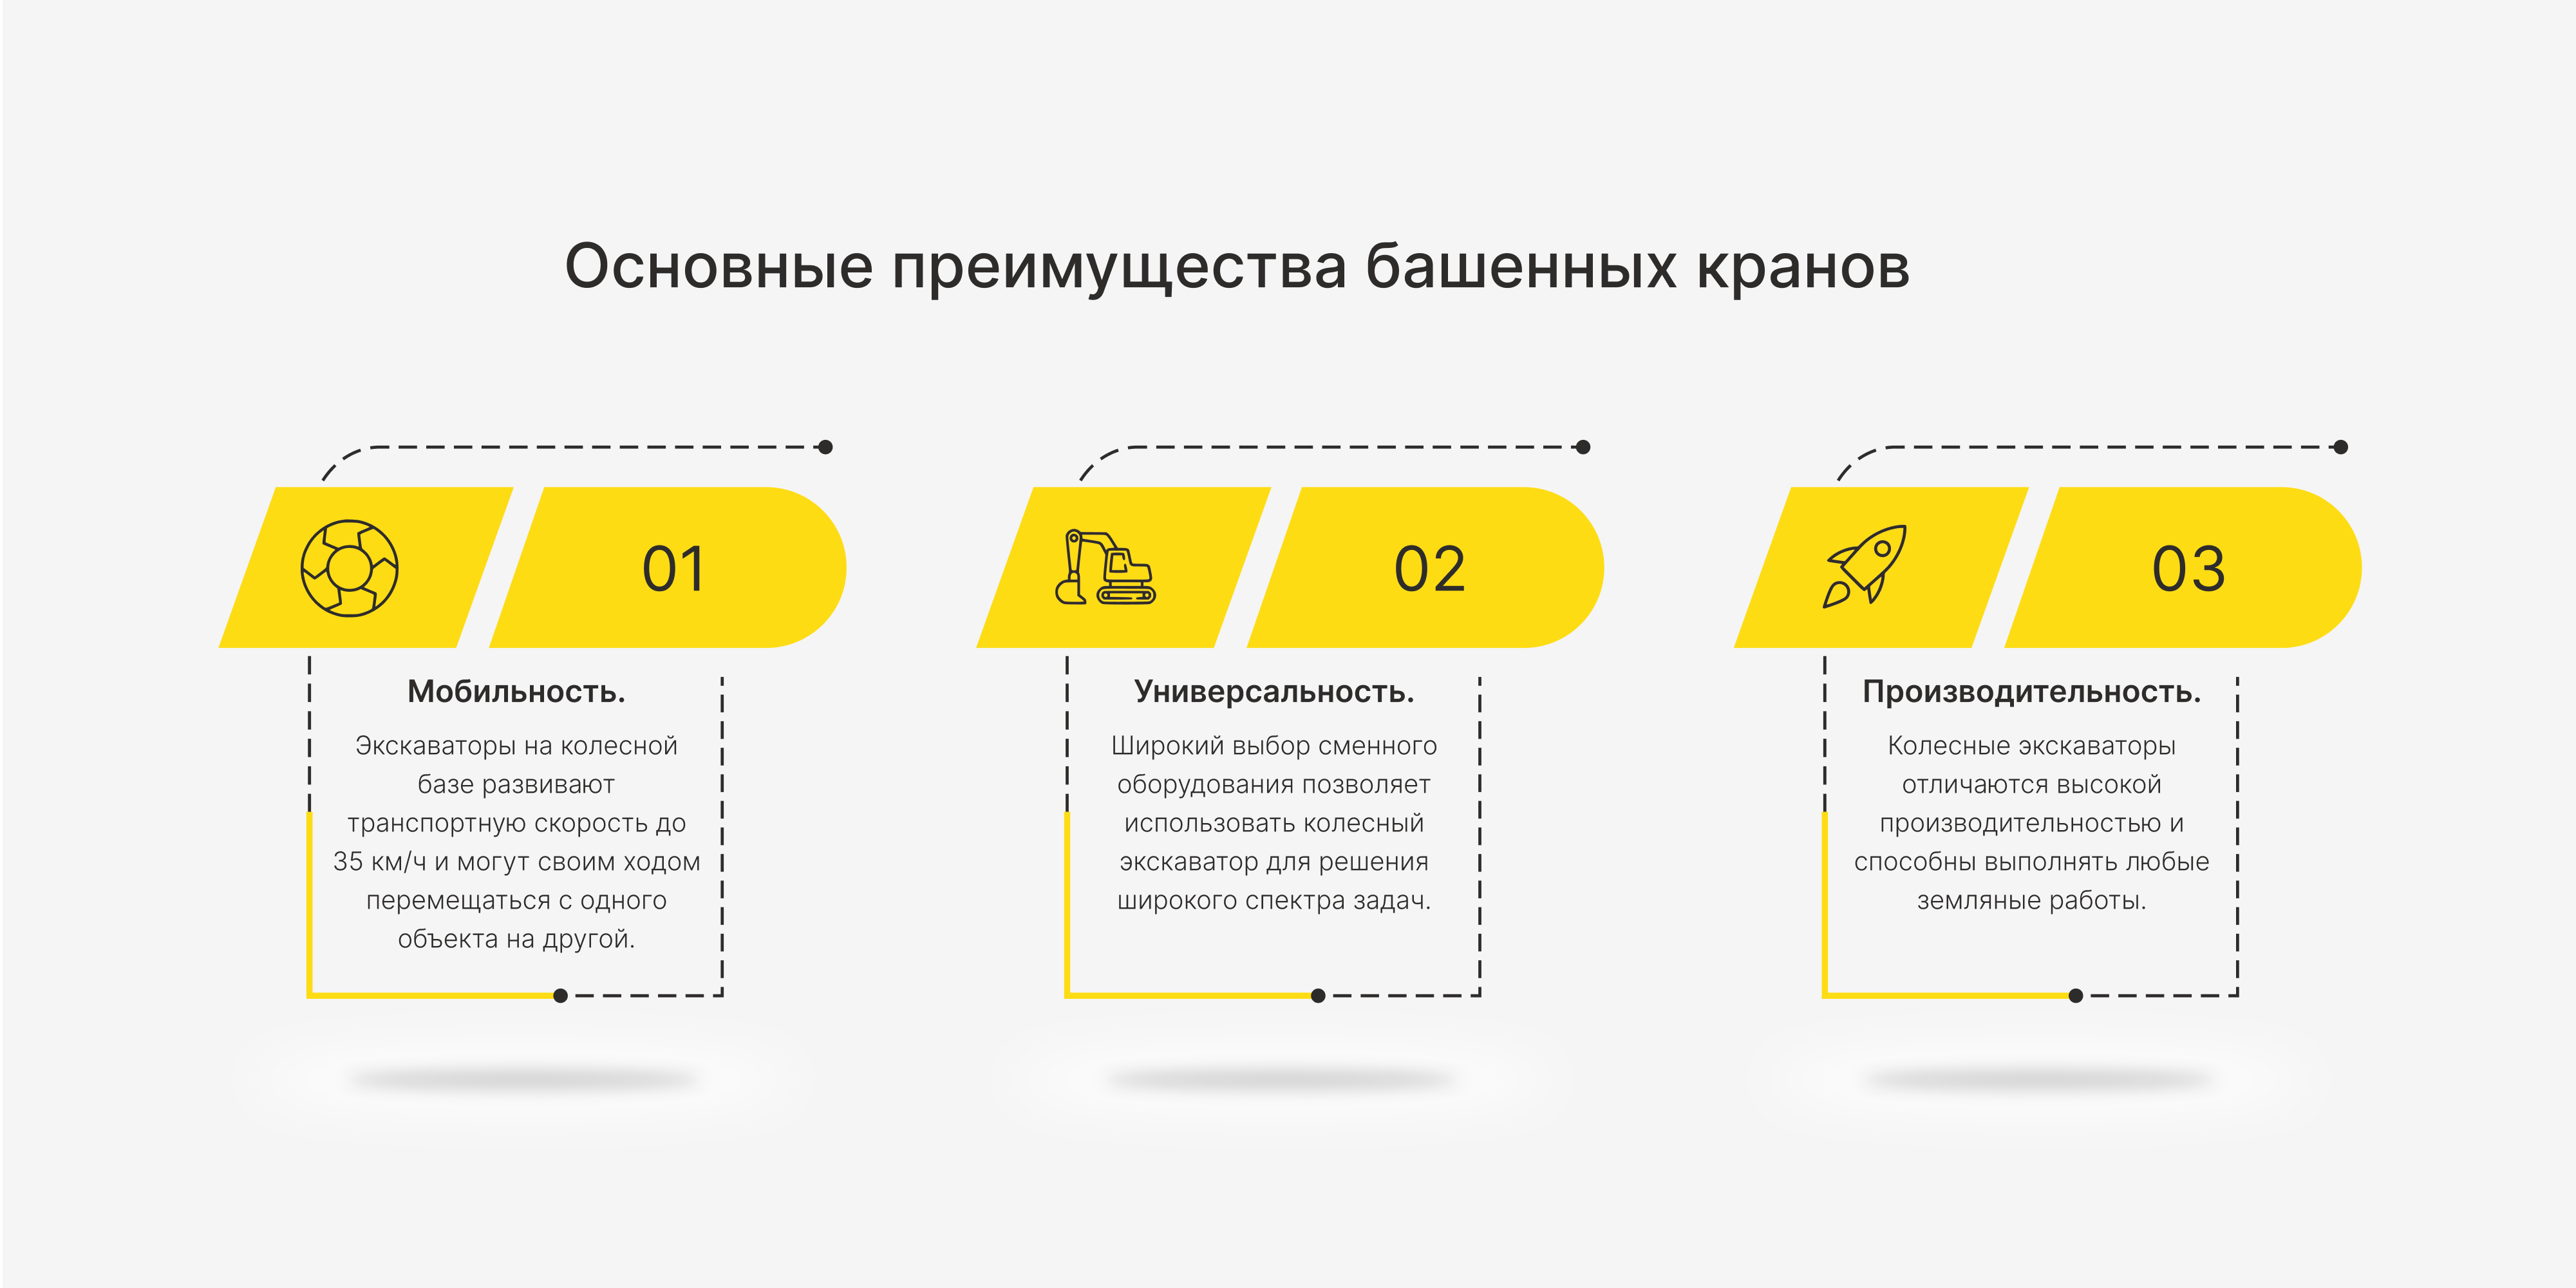 Основные преимущества башенных кранов
01
Мобильность.
Экскаваторы на колесной
базе развивают
транспортную скорость до
35 км/ч и могут своим ходом
перемещаться с одного
объекта на другой.
02
Универсальность.
Широкий выбор сменного
оборудования позволяет
использовать колесный
экскаватор для решения
широкого спектра задач.
03
Производительность.
Колесные экскаваторы
отличаются высокой
производительностью и
способны выполнять любые
земляные работы.